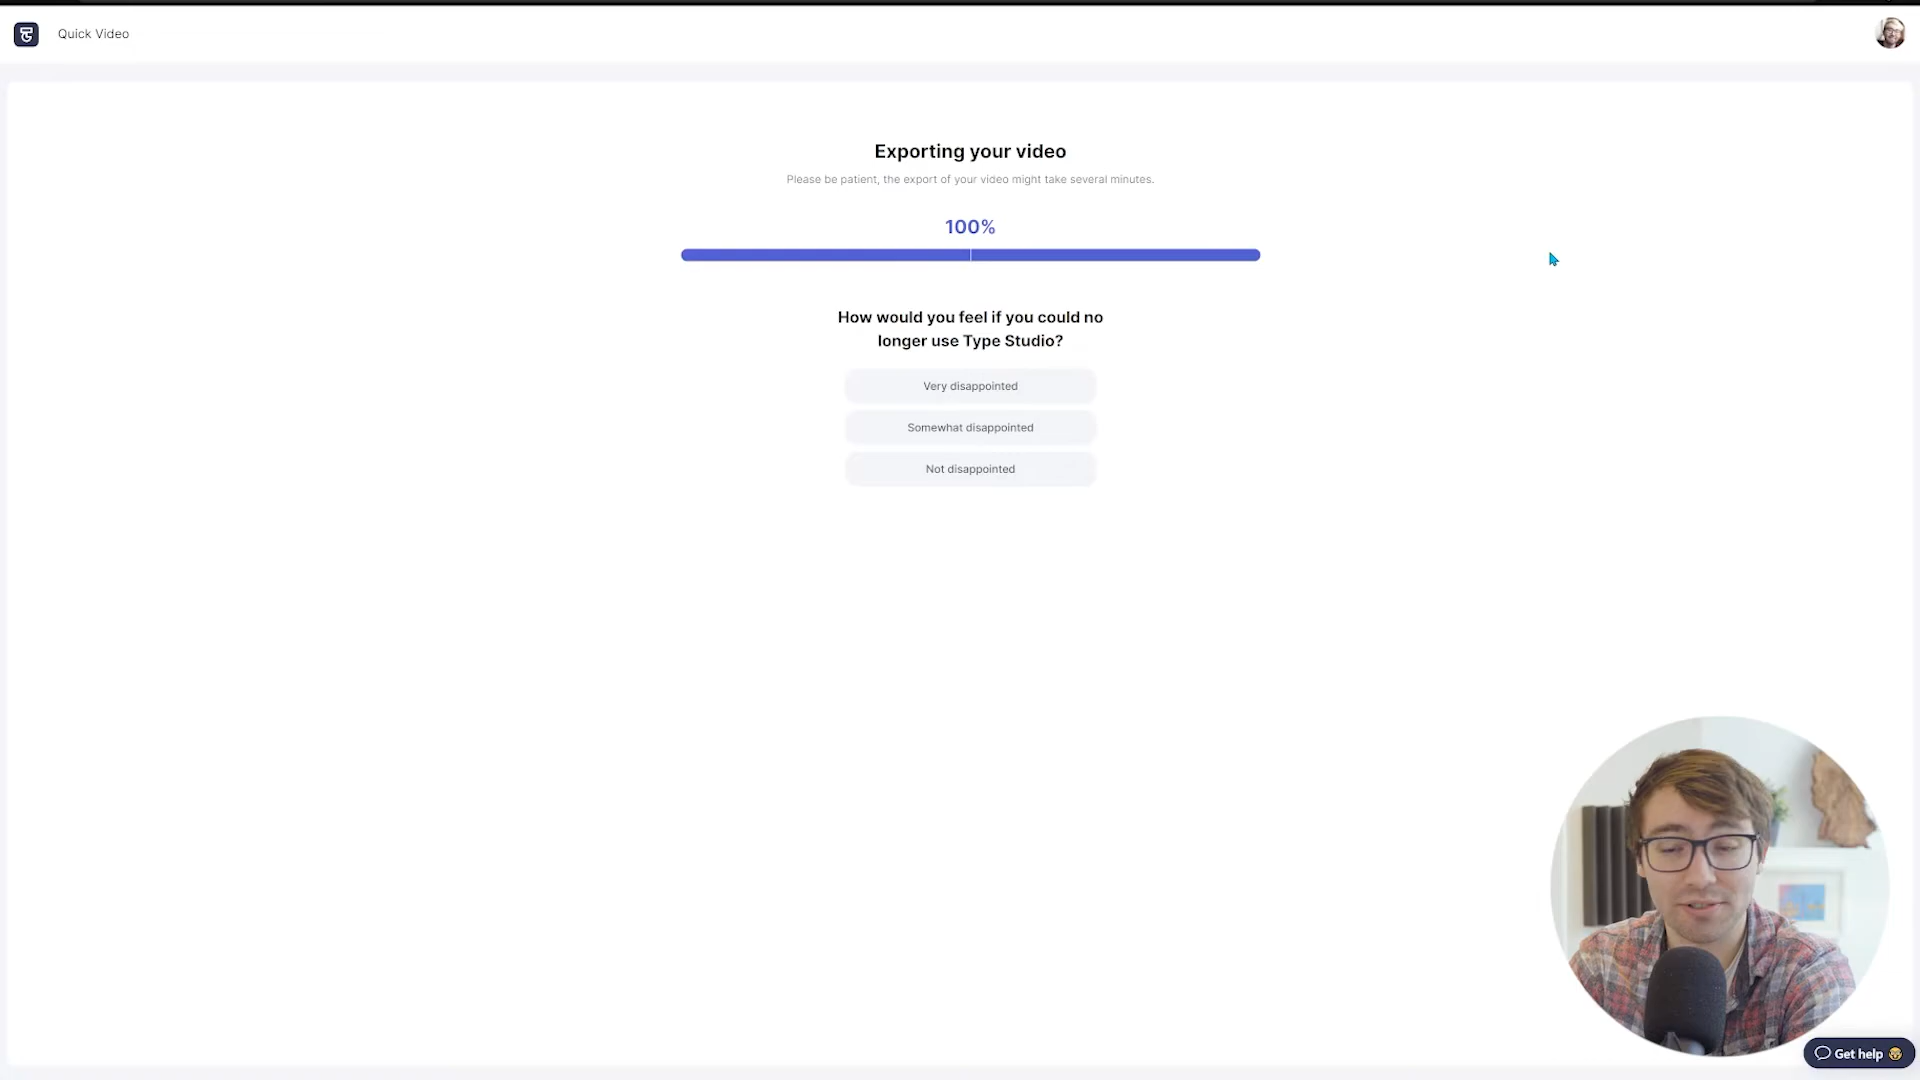 Quick Video
Exporting your video
Please be patient, the export of your video might take several minutes.
100%
How would you feel if you could no
longer use Type Studio?
Very disappointed
Somewhat disappointed
Not disappointed
Get help